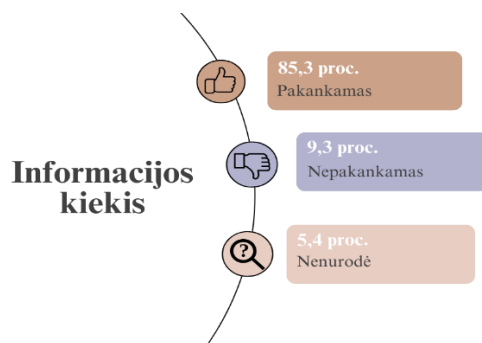 Informacijos
kiekis
85,3 proc.
Pakankamas
9,3 proc.
Nepakankamas
?
5,4 proc.
Nenurodė